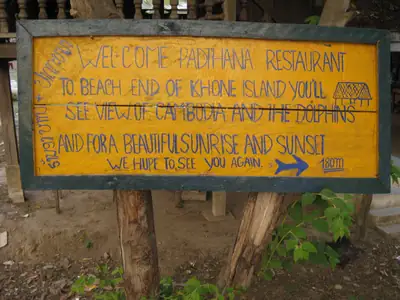 WELCOME PADTHANA RESTAURANT
TO BEACH END OF KHONE ISLAND YOU'LL
SEE VIEW OF CAMBODIA AND THE DOLPHINS
AND FOR A BEAUTIFUL SUNRISE AND SUNSET
WE HOPE TO SEE YOU AGAIN. 180m